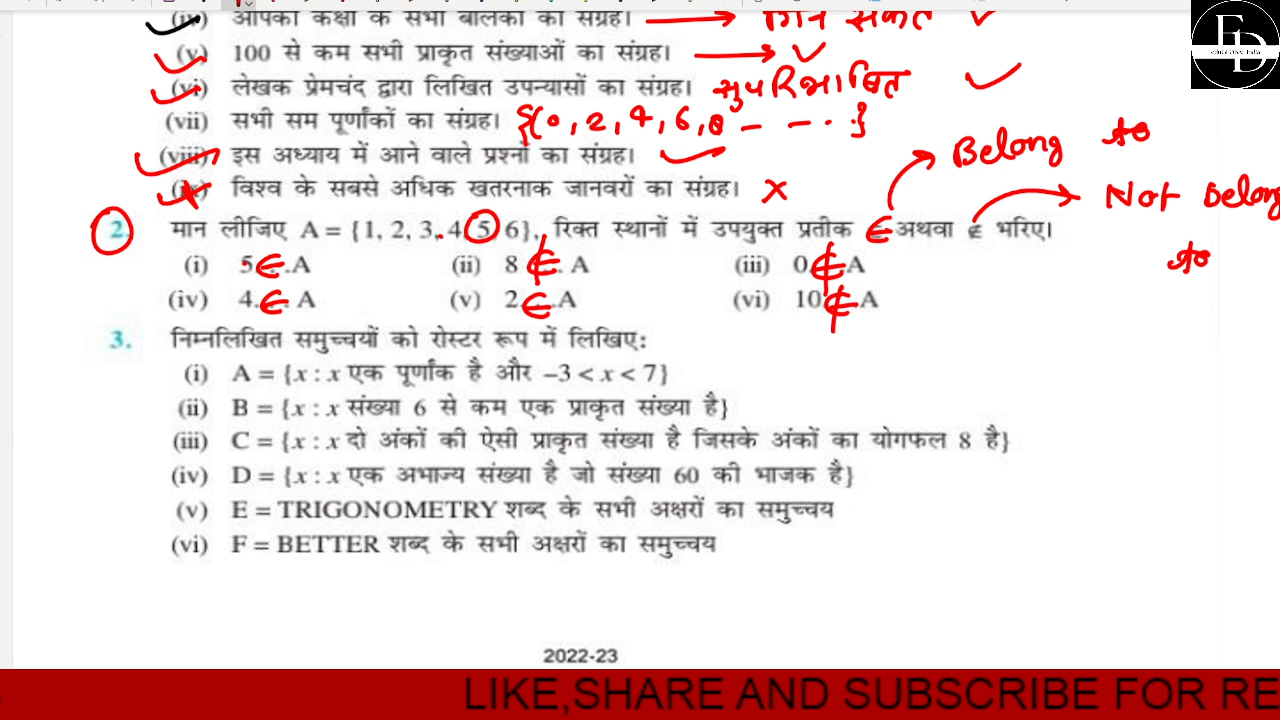 (iv) आपकी कक्षा के सभी बालकों का संग्रह। → गिन सकते ✓
(v) 100 से कम सभी प्राकृत संख्याओं का संग्रह। → ✓
(vi) लेखक प्रेमचंद द्वारा लिखित उपन्यासों का संग्रह। सुपरिभाषित ✓
(vii) सभी सम पूर्णांकों का संग्रह। {0, 2, 4, 6, 8 - - - .}
(viii) इस अध्याय में आने वाले प्रश्नों का संग्रह।
Belong to
(ix) विश्व के सबसे अधिक खतरनाक जानवरों का संग्रह। x
Not Belong to
2. मान लीजिए A = {1, 2, 3, 4, 5, 6}, रिक्त स्थानों में उपयुक्त प्रतीक ∈ अथवा ∉ भरिए।
(i) 5 ∈ A (ii) 8 ∉ A (iii) 0 ∉ A
(iv) 4 ∈ A (v) 2 ∈ A (vi) 10 ∉ A
3. निम्नलिखित समुच्चयों को रोस्टर रूप में लिखिए:
(i) A = {x : x एक पूर्णांक है और –3 < x < 7}
(ii) B = {x : x संख्या 6 से कम एक प्राकृत संख्या है}
(iii) C = {x : x दो अंकों की ऐसी प्राकृत संख्या है जिसके अंकों का योगफल 8 है}
(iv) D = {x : x एक अभाज्य संख्या है जो संख्या 60 की भाजक है}
(v) E = TRIGONOMETRY शब्द के सभी अक्षरों का समुच्चय
(vi) F = BETTER शब्द के सभी अक्षरों का समुच्चय
2022-23
LIKE,SHARE AND SUBSCRIBE FOR RE